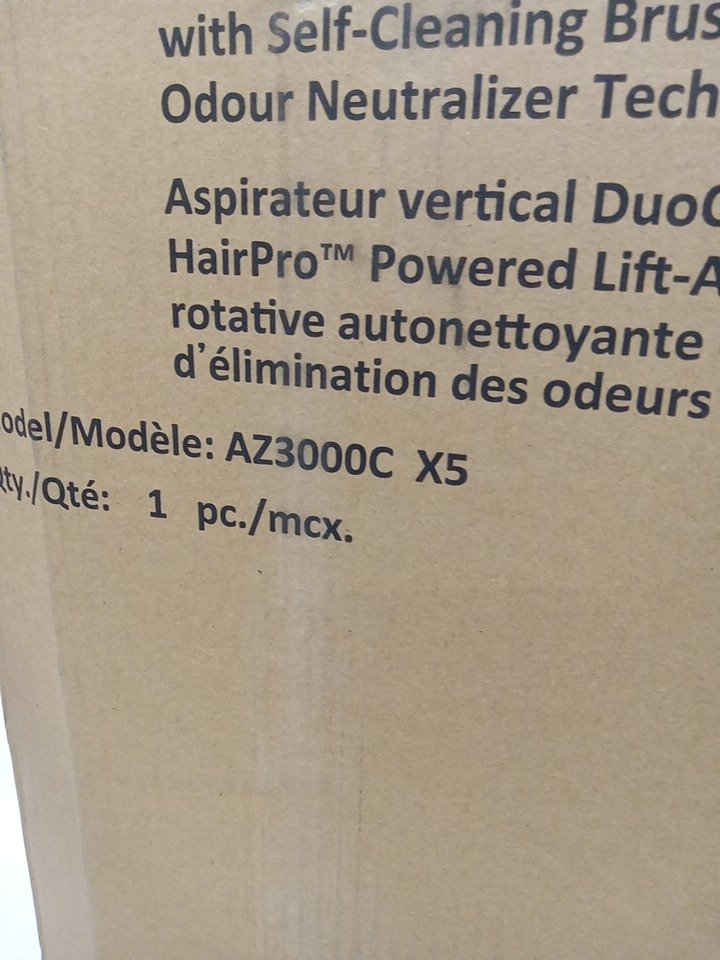 with Self-Cleaning Brus
Odour Neutralizer Tech
Aspirateur vertical Duo
HairPro™ Powered Lift-A
rotative autonettoyante
d'élimination des odeurs
odel/Modèle: AZ3000C X5
ty./Qté: 1 pc./mcx.